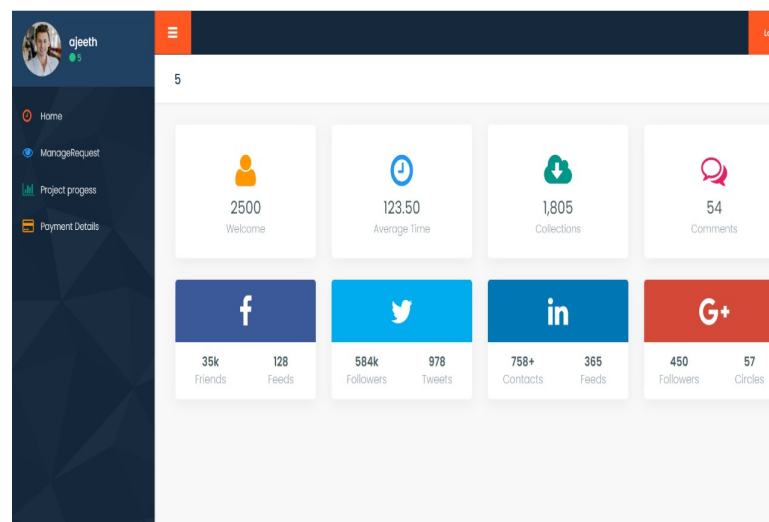 ajeeth
5
Home
ManageRequest
Project progess
Payment Details
5
2500
Welcome
123.50
Average Time
1,805
Collections
54
Comments
f
in
G+
35k 128
Friends Feeds
584k 978
Followers Tweets
758+ 365
Contacts Feeds
450 57
Followers Circles